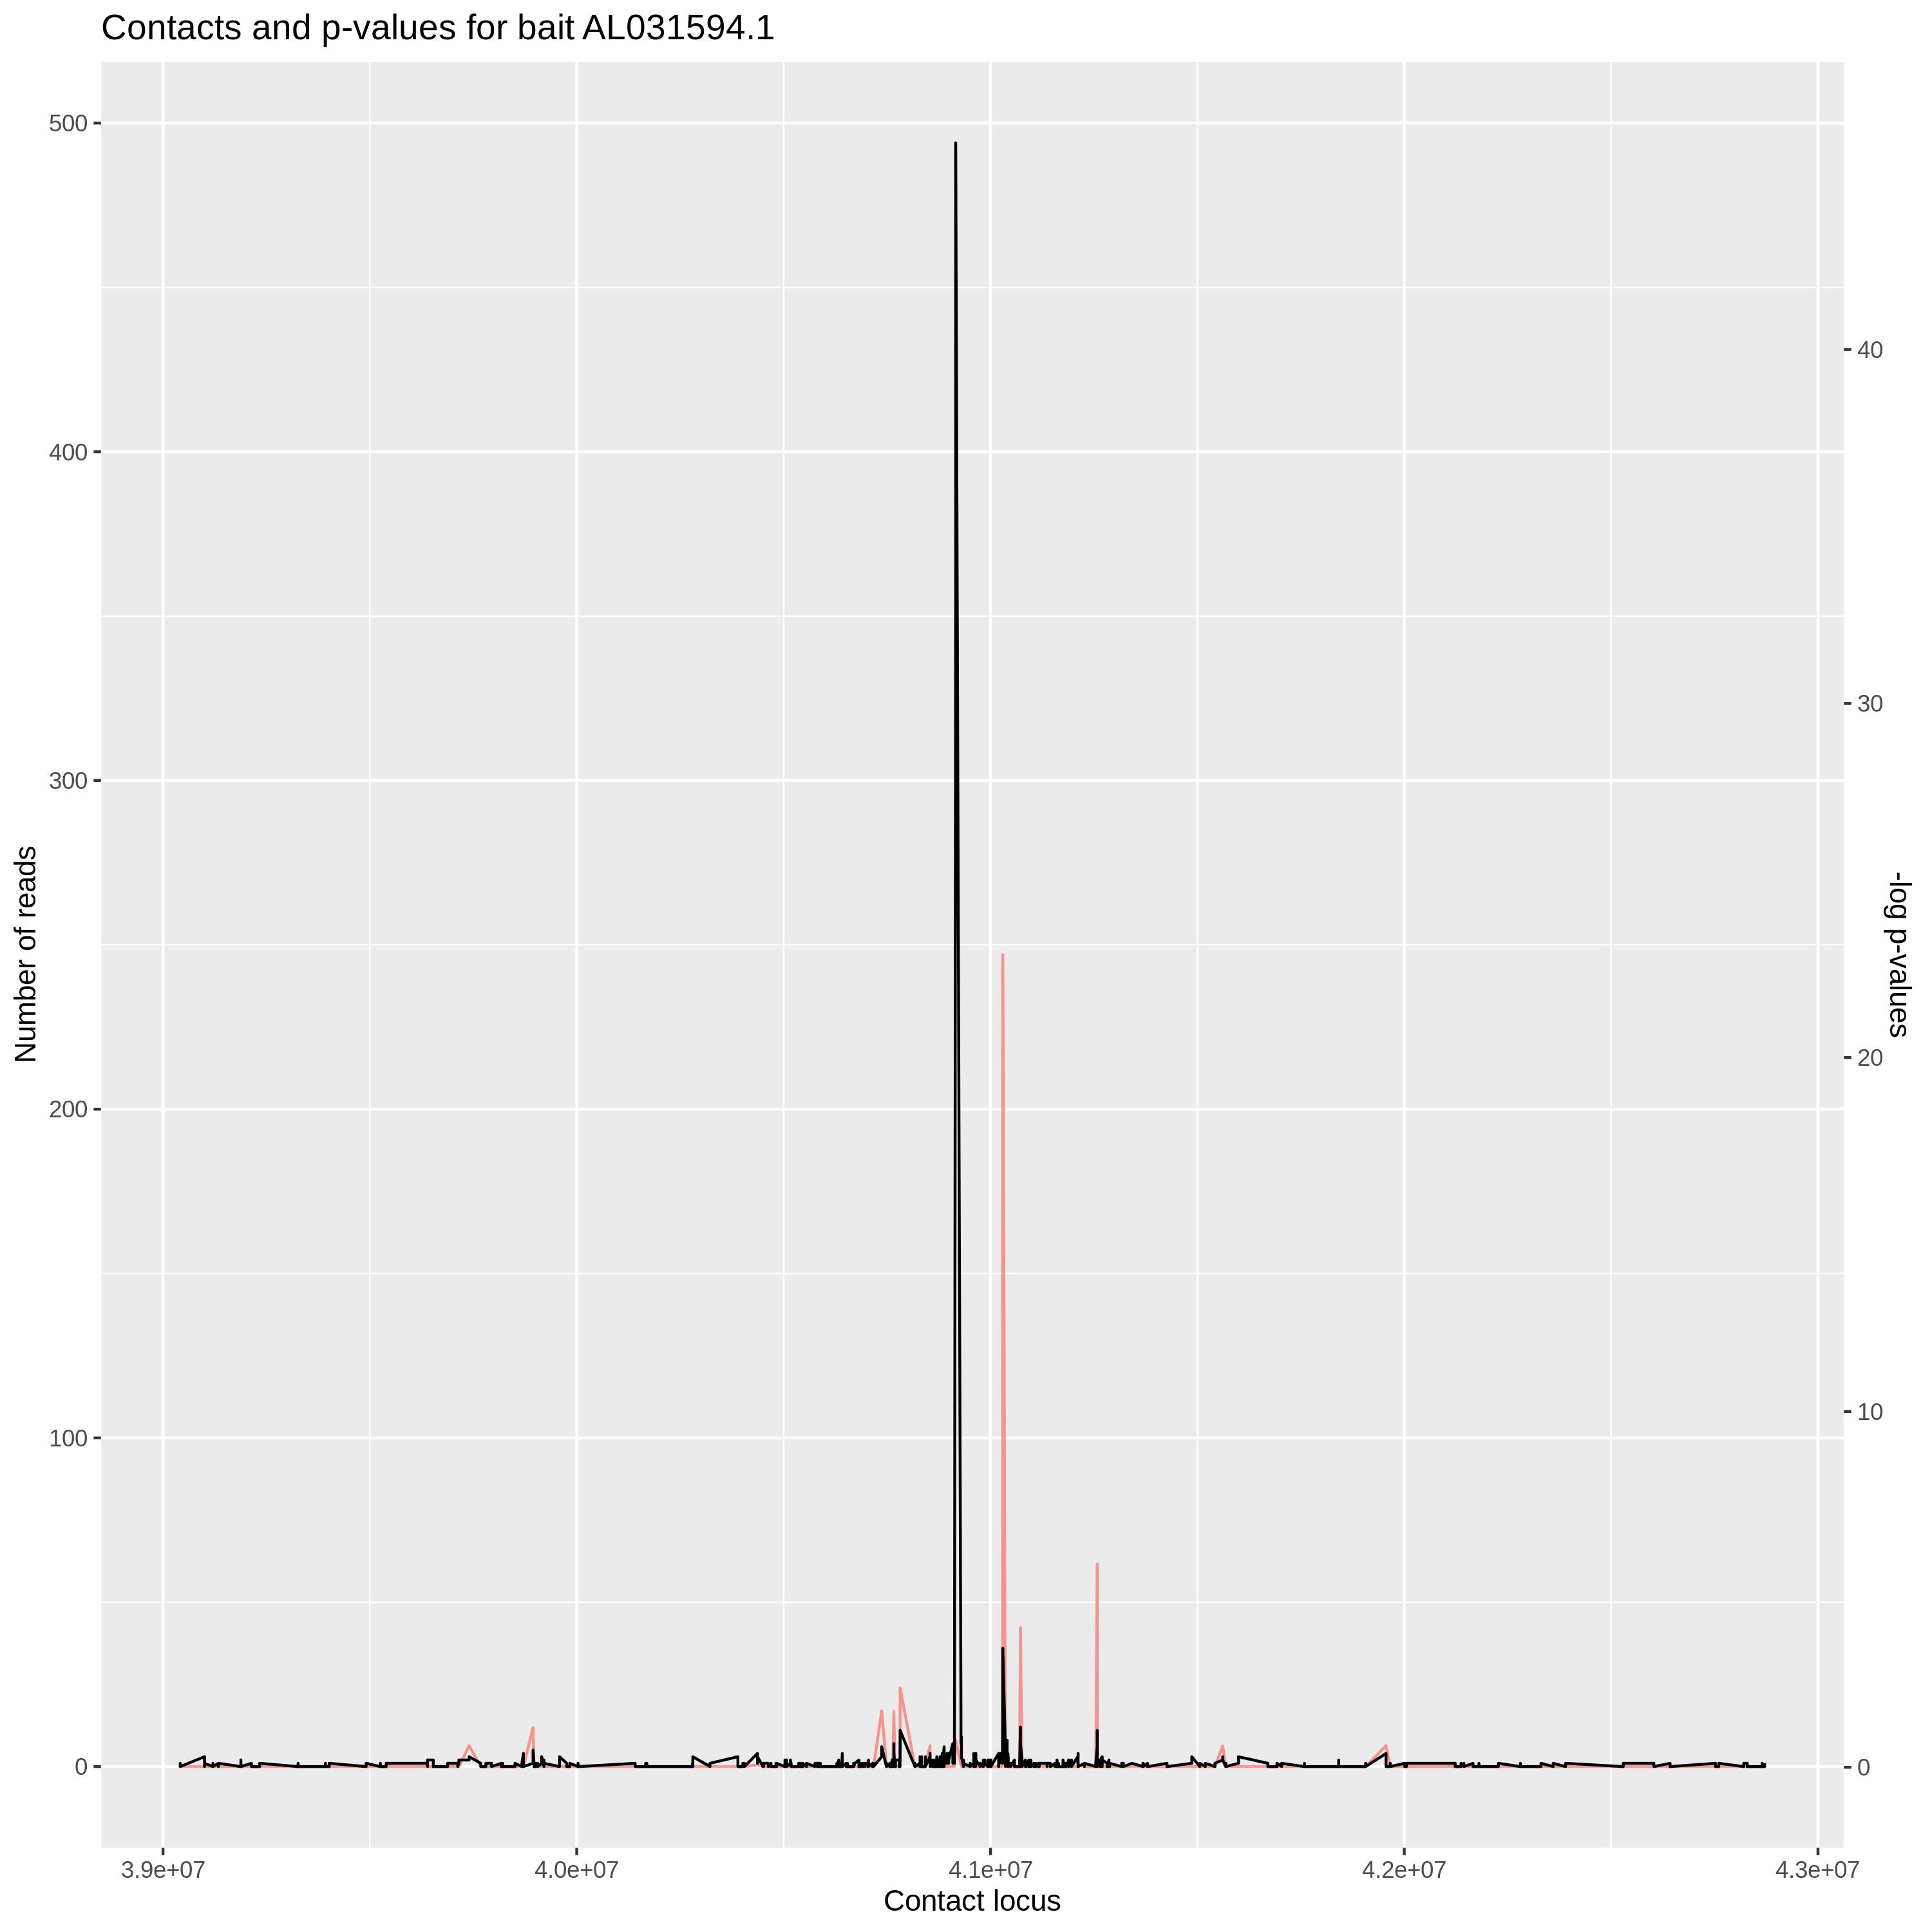 Contacts and p-values for bait AL031594.1
500
400
300
200
100
0
Number of reads
40
30
20
10
0
-log p-values
3.9e+07
4.0e+07
4.1e+07
4.2e+07
4.3e+07
Contact locus